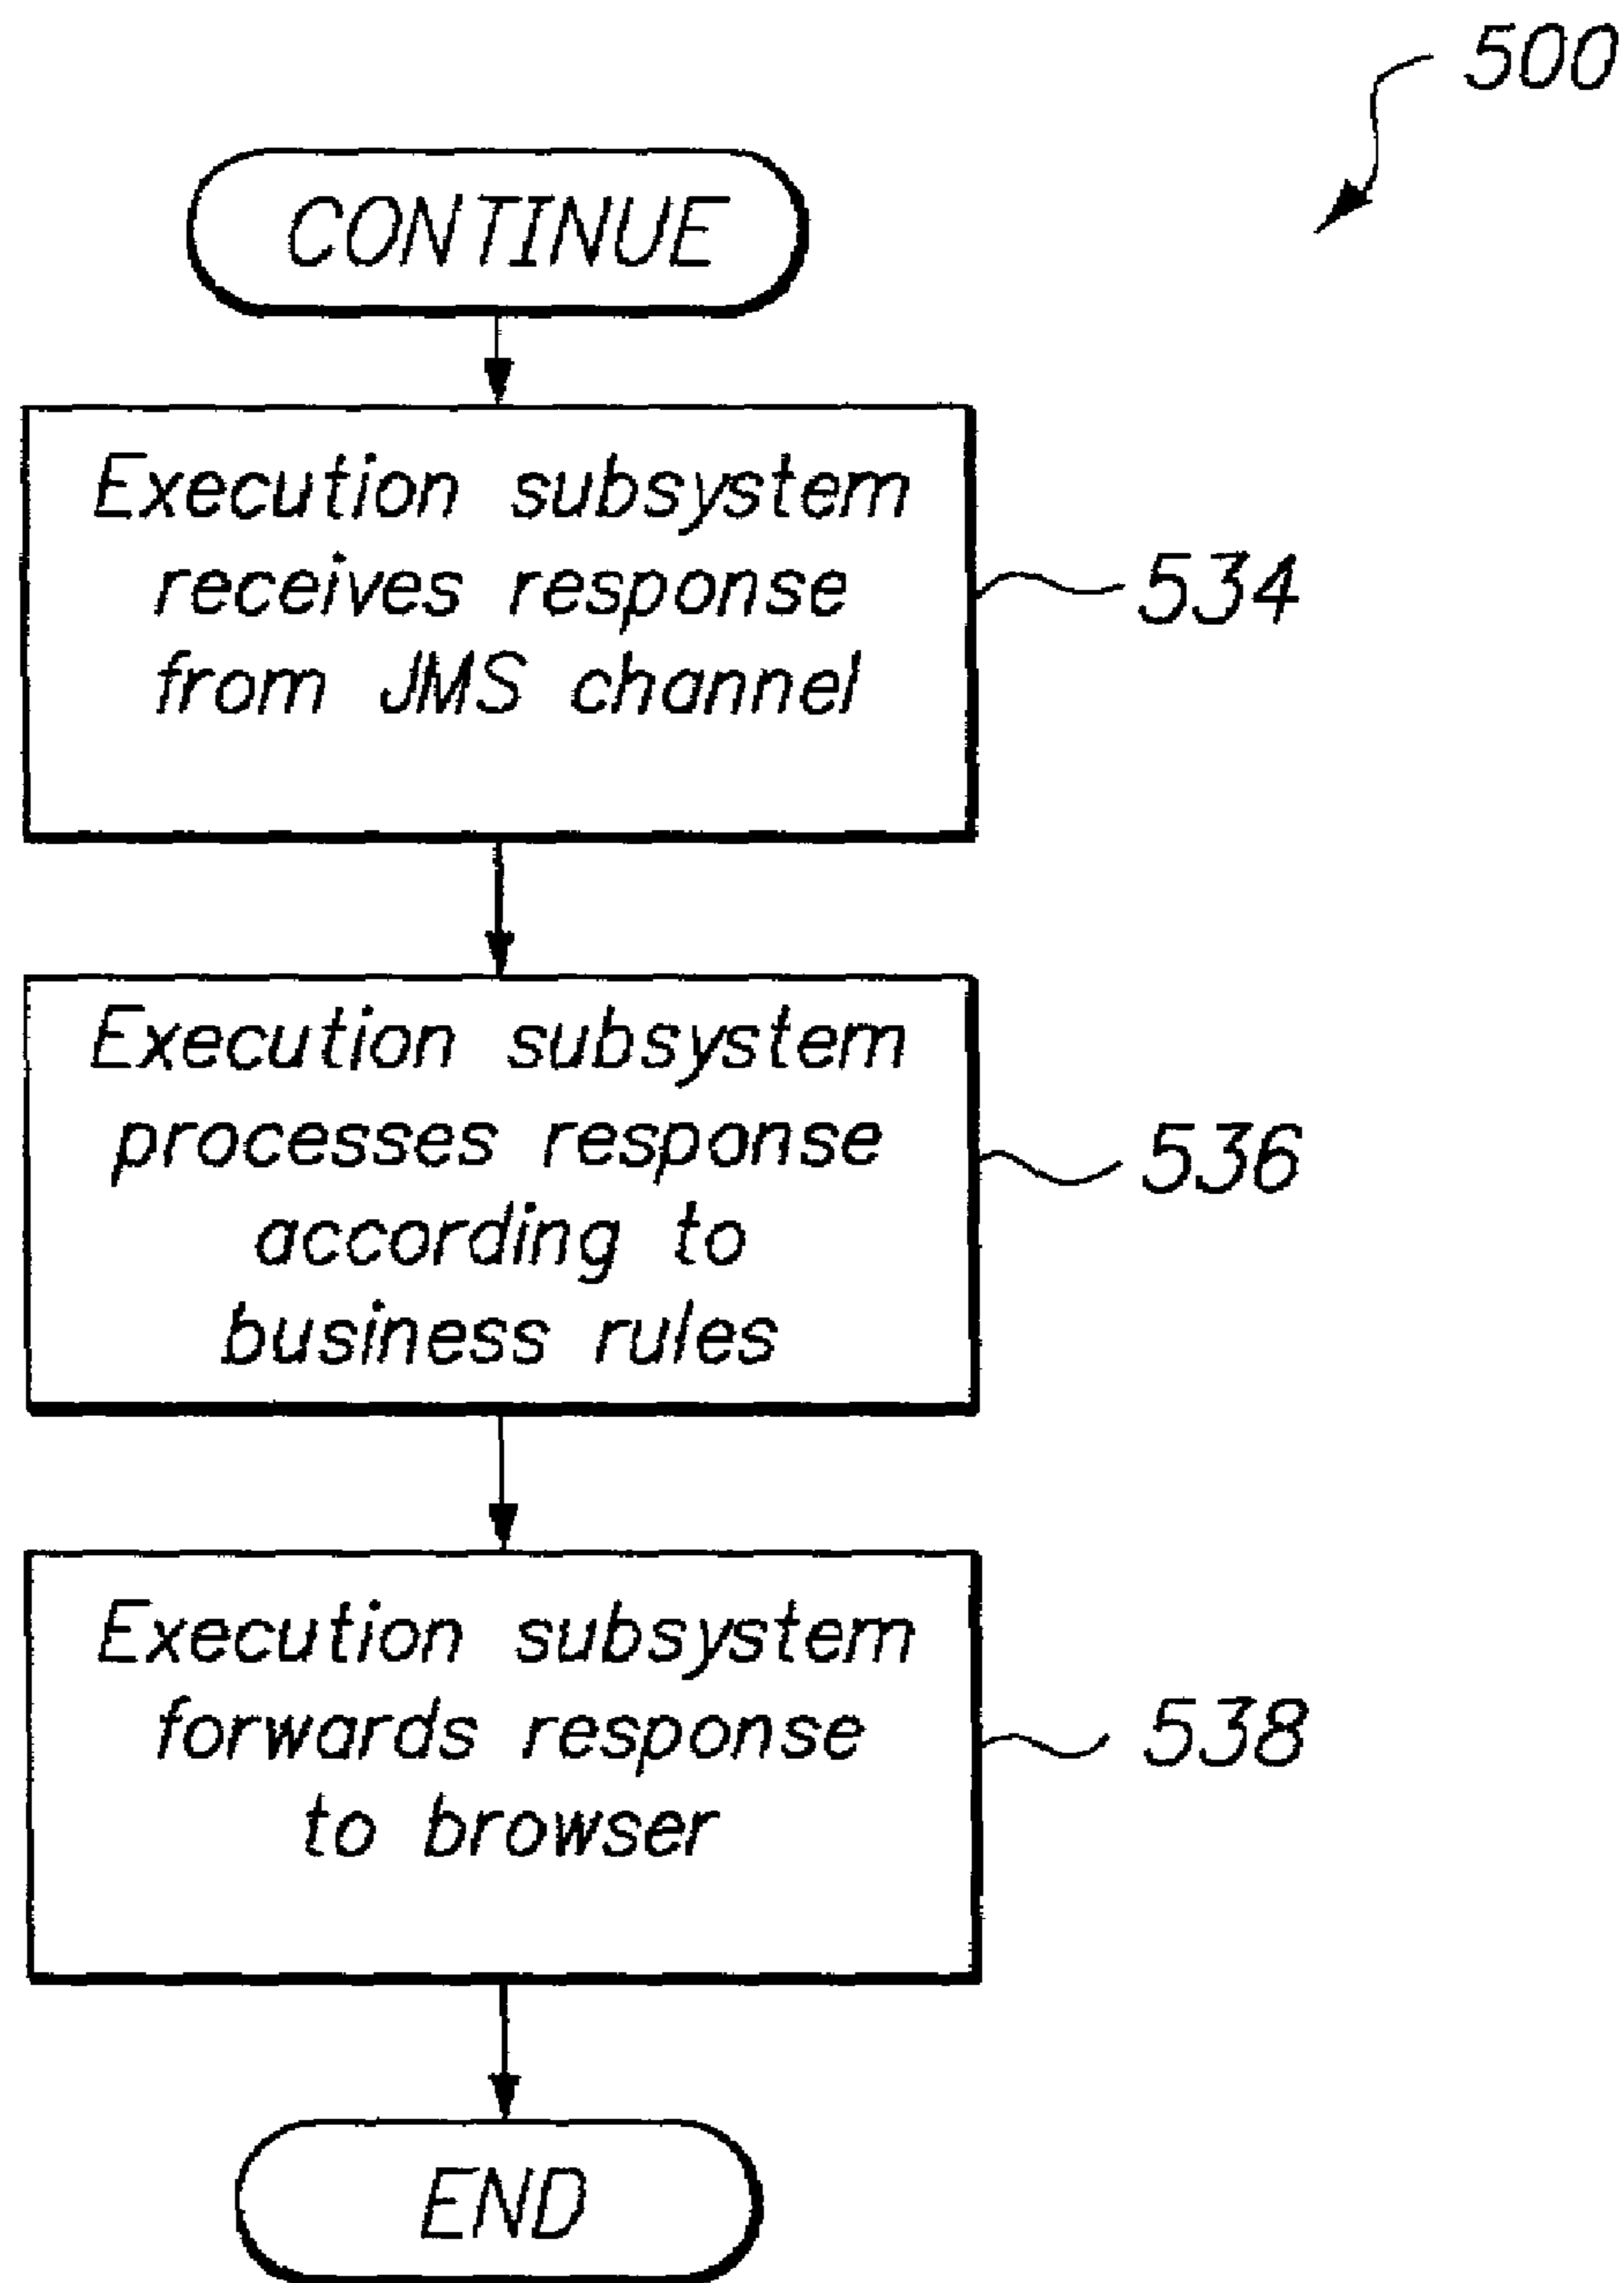 500
CONTINUE
Execution subsystem
receives response
from JMS channel
534
Execution subsystem
processes response
according to
business rules
536
Execution subsystem
forwards response
to browser
538
END